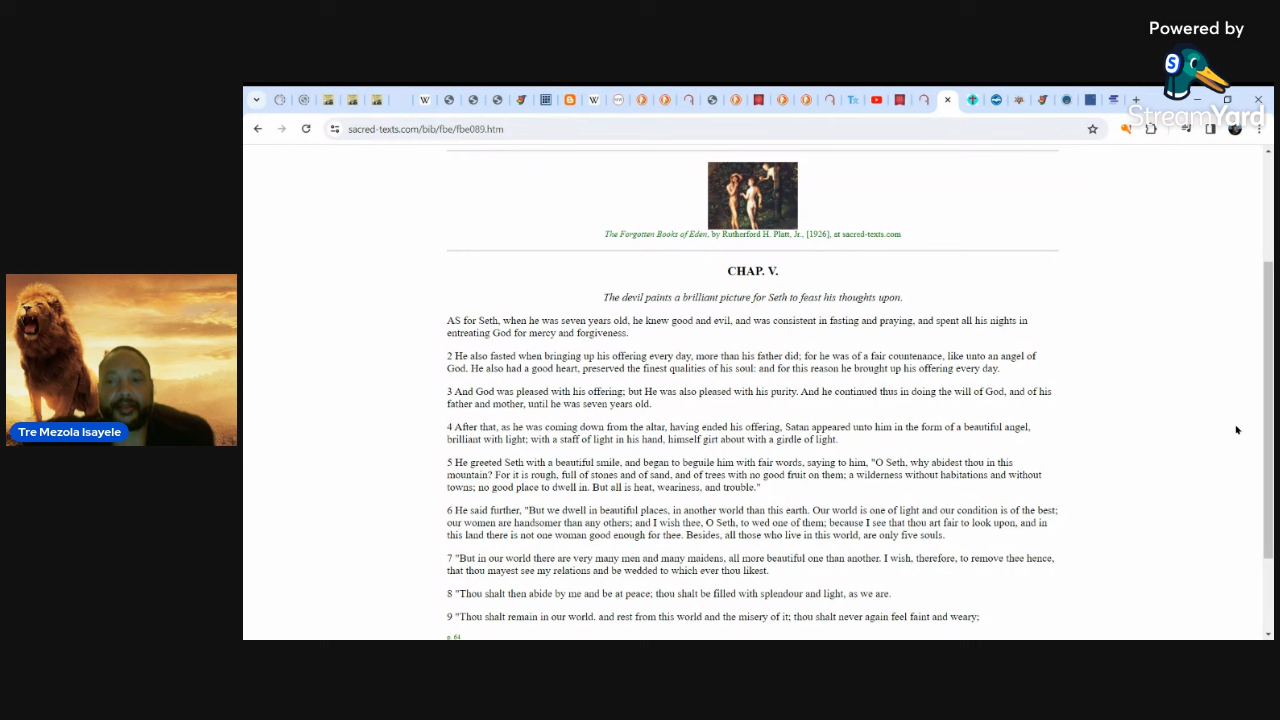 Powered by
S
StreamYard
W
W
Tx
sacred-texts.com/bib/fbe/fbe089.htm
The Forgotten Books of Eden, by Rutherford H. Platt, Jr., [1926], at sacred-texts.com
CHAP. V.
The devil paints a brilliant picture for Seth to feast his thoughts upon.
AS for Seth, when he was seven years old, he knew good and evil, and was consistent in fasting and praying, and spent all his nights in
entreating God for mercy and forgiveness.
2 He also fasted when bringing up his offering every day, more than his father did; for he was of a fair countenance, like unto an angel of
God. He also had a good heart, preserved the finest qualities of his soul: and for this reason he brought up his offering every day.
3 And God was pleased with his offering; but He was also pleased with his purity. And he continued thus in doing the will of God, and of his
father and mother, until he was seven years old.
4 After that, as he was coming down from the altar, having ended his offering, Satan appeared unto him in the form of a beautiful angel,
brilliant with light; with a staff of light in his hand, himself girt about with a girdle of light.
5 He greeted Seth with a beautiful smile, and began to beguile him with fair words, saying to him, "O Seth, why abidest thou in this
mountain? For it is rough, full of stones and of sand, and of trees with no good fruit on them; a wilderness without habitations and without
towns; no good place to dwell in. But all is heat, weariness, and trouble."
6 He said further, "But we dwell in beautiful places, in another world than this earth. Our world is one of light and our condition is of the best;
our women are handsomer than any others; and I wish thee, O Seth, to wed one of them; because I see that thou art fair to look upon, and in
this land there is not one woman good enough for thee. Besides, all those who live in this world, are only five souls.
7 "But in our world there are very many men and many maidens, all more beautiful one than another. I wish, therefore, to remove thee hence,
that thou mayest see my relations and be wedded to which ever thou likest.
8 "Thou shalt then abide by me and be at peace; thou shalt be filled with splendour and light, as we are.
9 "Thou shalt remain in our world. and rest from this world and the misery of it; thou shalt never again feel faint and weary;
p. 64
Tre Mezola Isayele